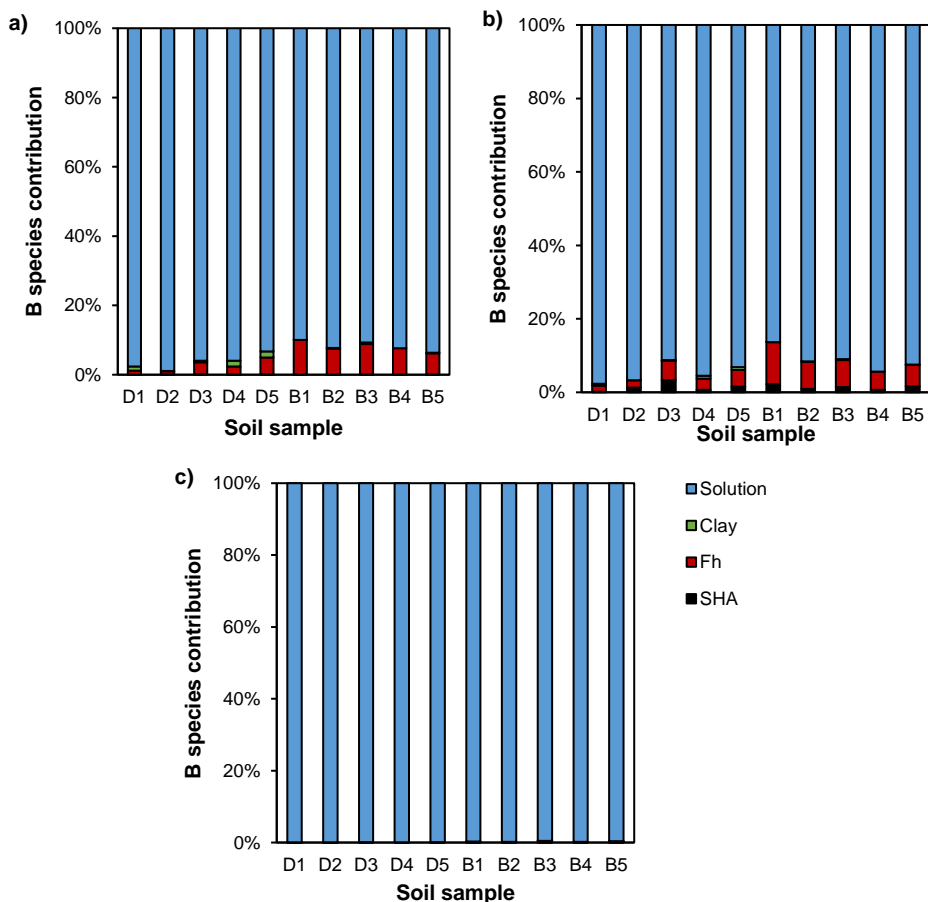 a)
100%
80%
60%
40%
20%
0%
B species contribution
D1 D2 D3 D4 D5 B1 B2 B3 B4 B5
Soil sample
b)
100%
80%
60%
40%
20%
0%
B species contribution
D1 D2 D3 D4 D5 B1 B2 B3 B4 B5
Soil sample
c)
100%
80%
60%
40%
20%
0%
B species contribution
D1 D2 D3 D4 D5 B1 B2 B3 B4 B5
Soil sample
Solution
Clay
Fh
SHA